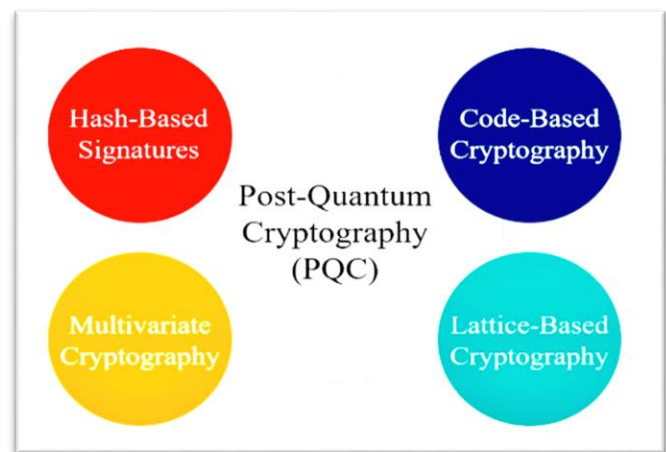 Hash-Based
Signatures
Code-Based
Cryptography
Post-Quantum
Cryptography
(PQC)
Multivariate
Cryptography
Lattice-Based
Cryptography